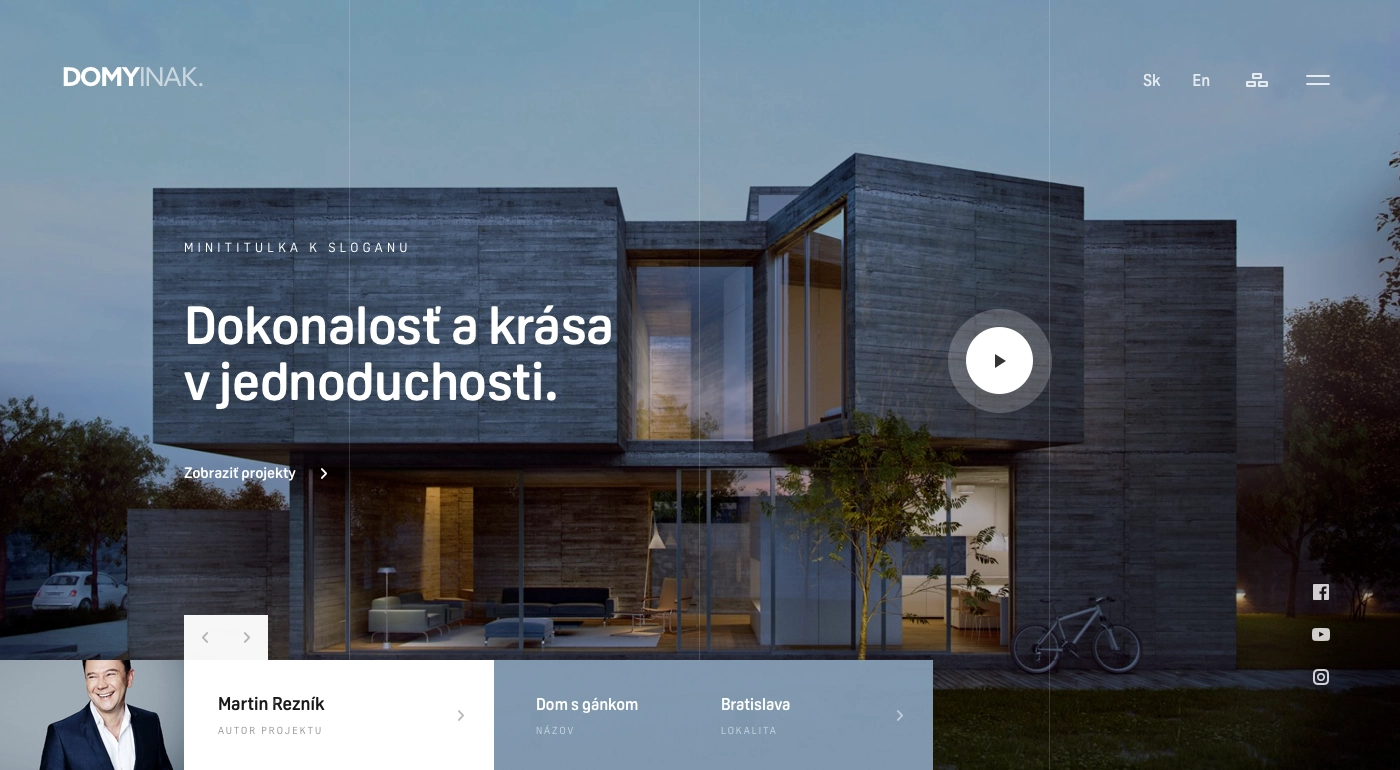 DOMYINAK.
Sk En
MINITITULKA K SLOGANU
Dokonalosť a krása
v jednoduchosti.
Zobraziť projekty
Martin Rezník
AUTOR PROJEKTU
Dom s gánkom
NÁZOV
Bratislava
LOKALITA